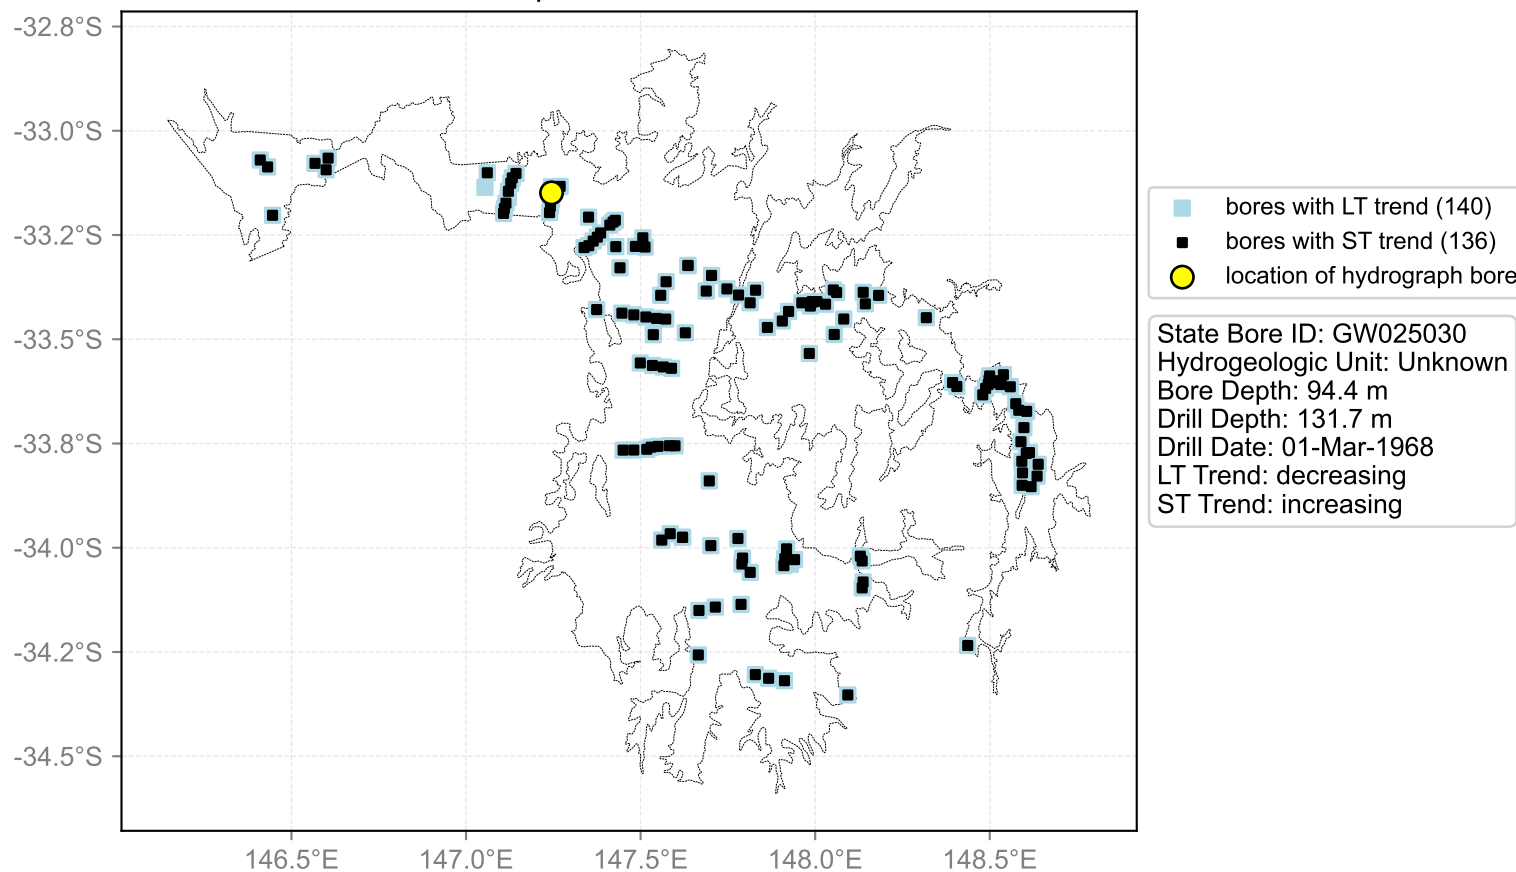 -32.8°S
-33.0°S
-33.2°S
-33.5°S
-33.8°S
-34.0°S
-34.2°S
-34.5°S
146.5°E
147.0°E
147.5°E
148.0°E
148.5°E
bores with LT trend (140)
bores with ST trend (136)
location of hydrograph bore
State Bore ID: GW025030
Hydrogeologic Unit: Unknown
Bore Depth: 94.4 m
Drill Depth: 131.7 m
Drill Date: 01-Mar-1968
LT Trend: decreasing
ST Trend: increasing